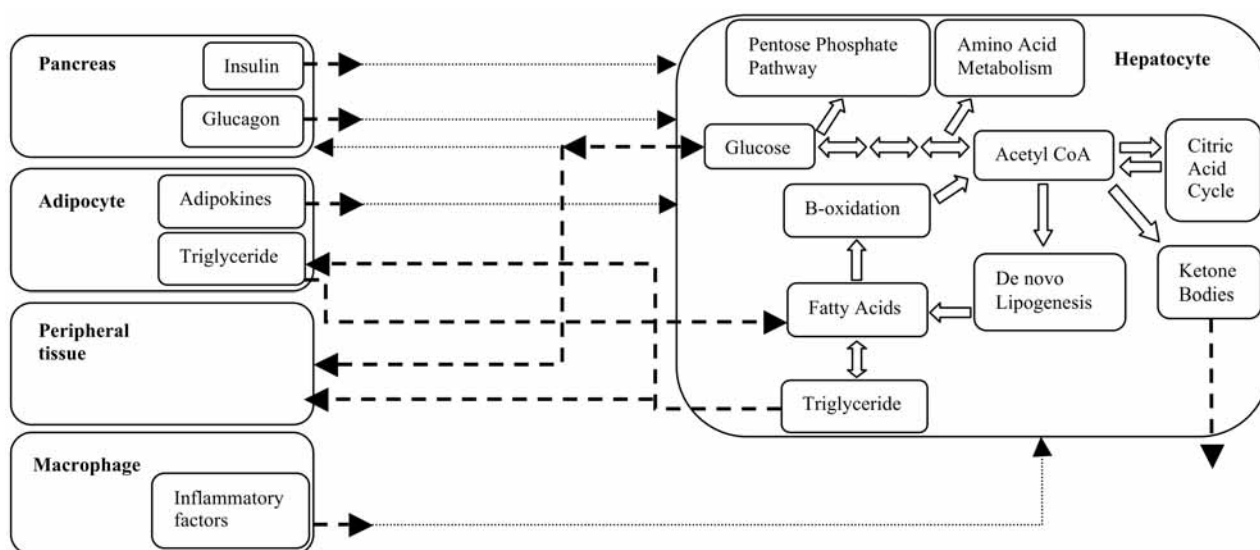 Pancreas
Insulin
Glucagon
Adipocyte
Adipokines
Triglyceride
Peripheral
tissue
Macrophage
Inflammatory
factors
Pentose Phosphate
Pathway
Amino Acid
Metabolism
Hepatocyte
Glucose
Acetyl CoA
Citric
Acid
Cycle
B-oxidation
Fatty Acids
De novo
Lipogenesis
Ketone
Bodies
Triglyceride